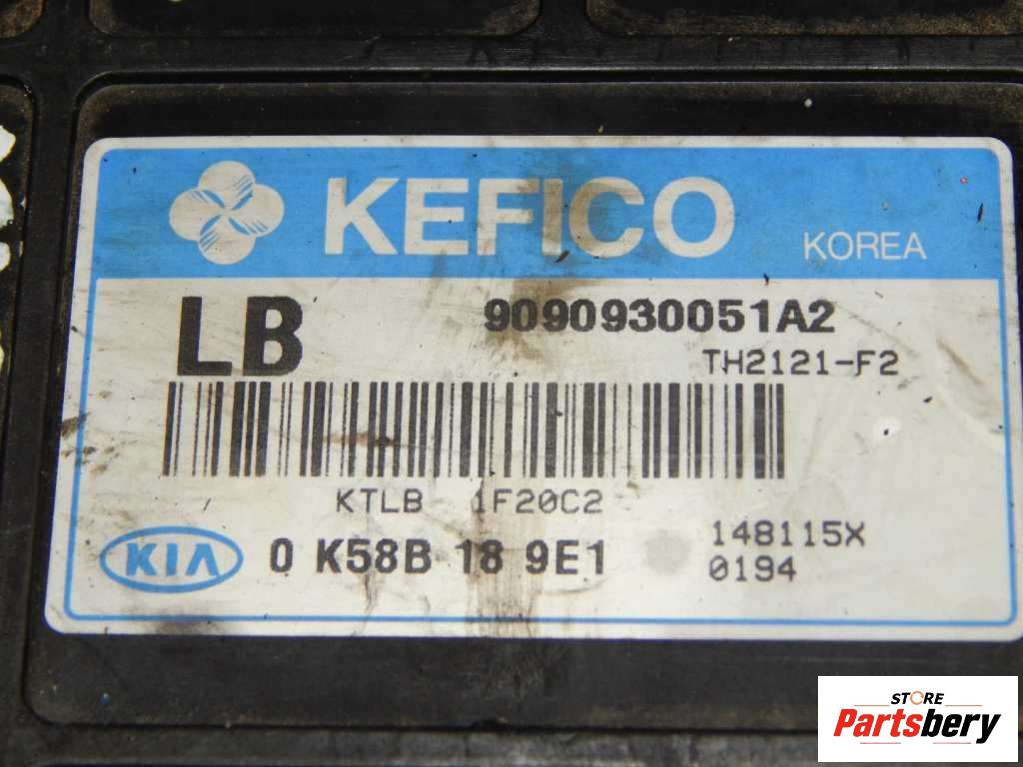 KEFICO KOREA
LB 9090930051A2
TH2121-F2
KTLB 1F20C2
KIA 0 K58B 18 9E1
148115X
0194
STORE
Partsbery